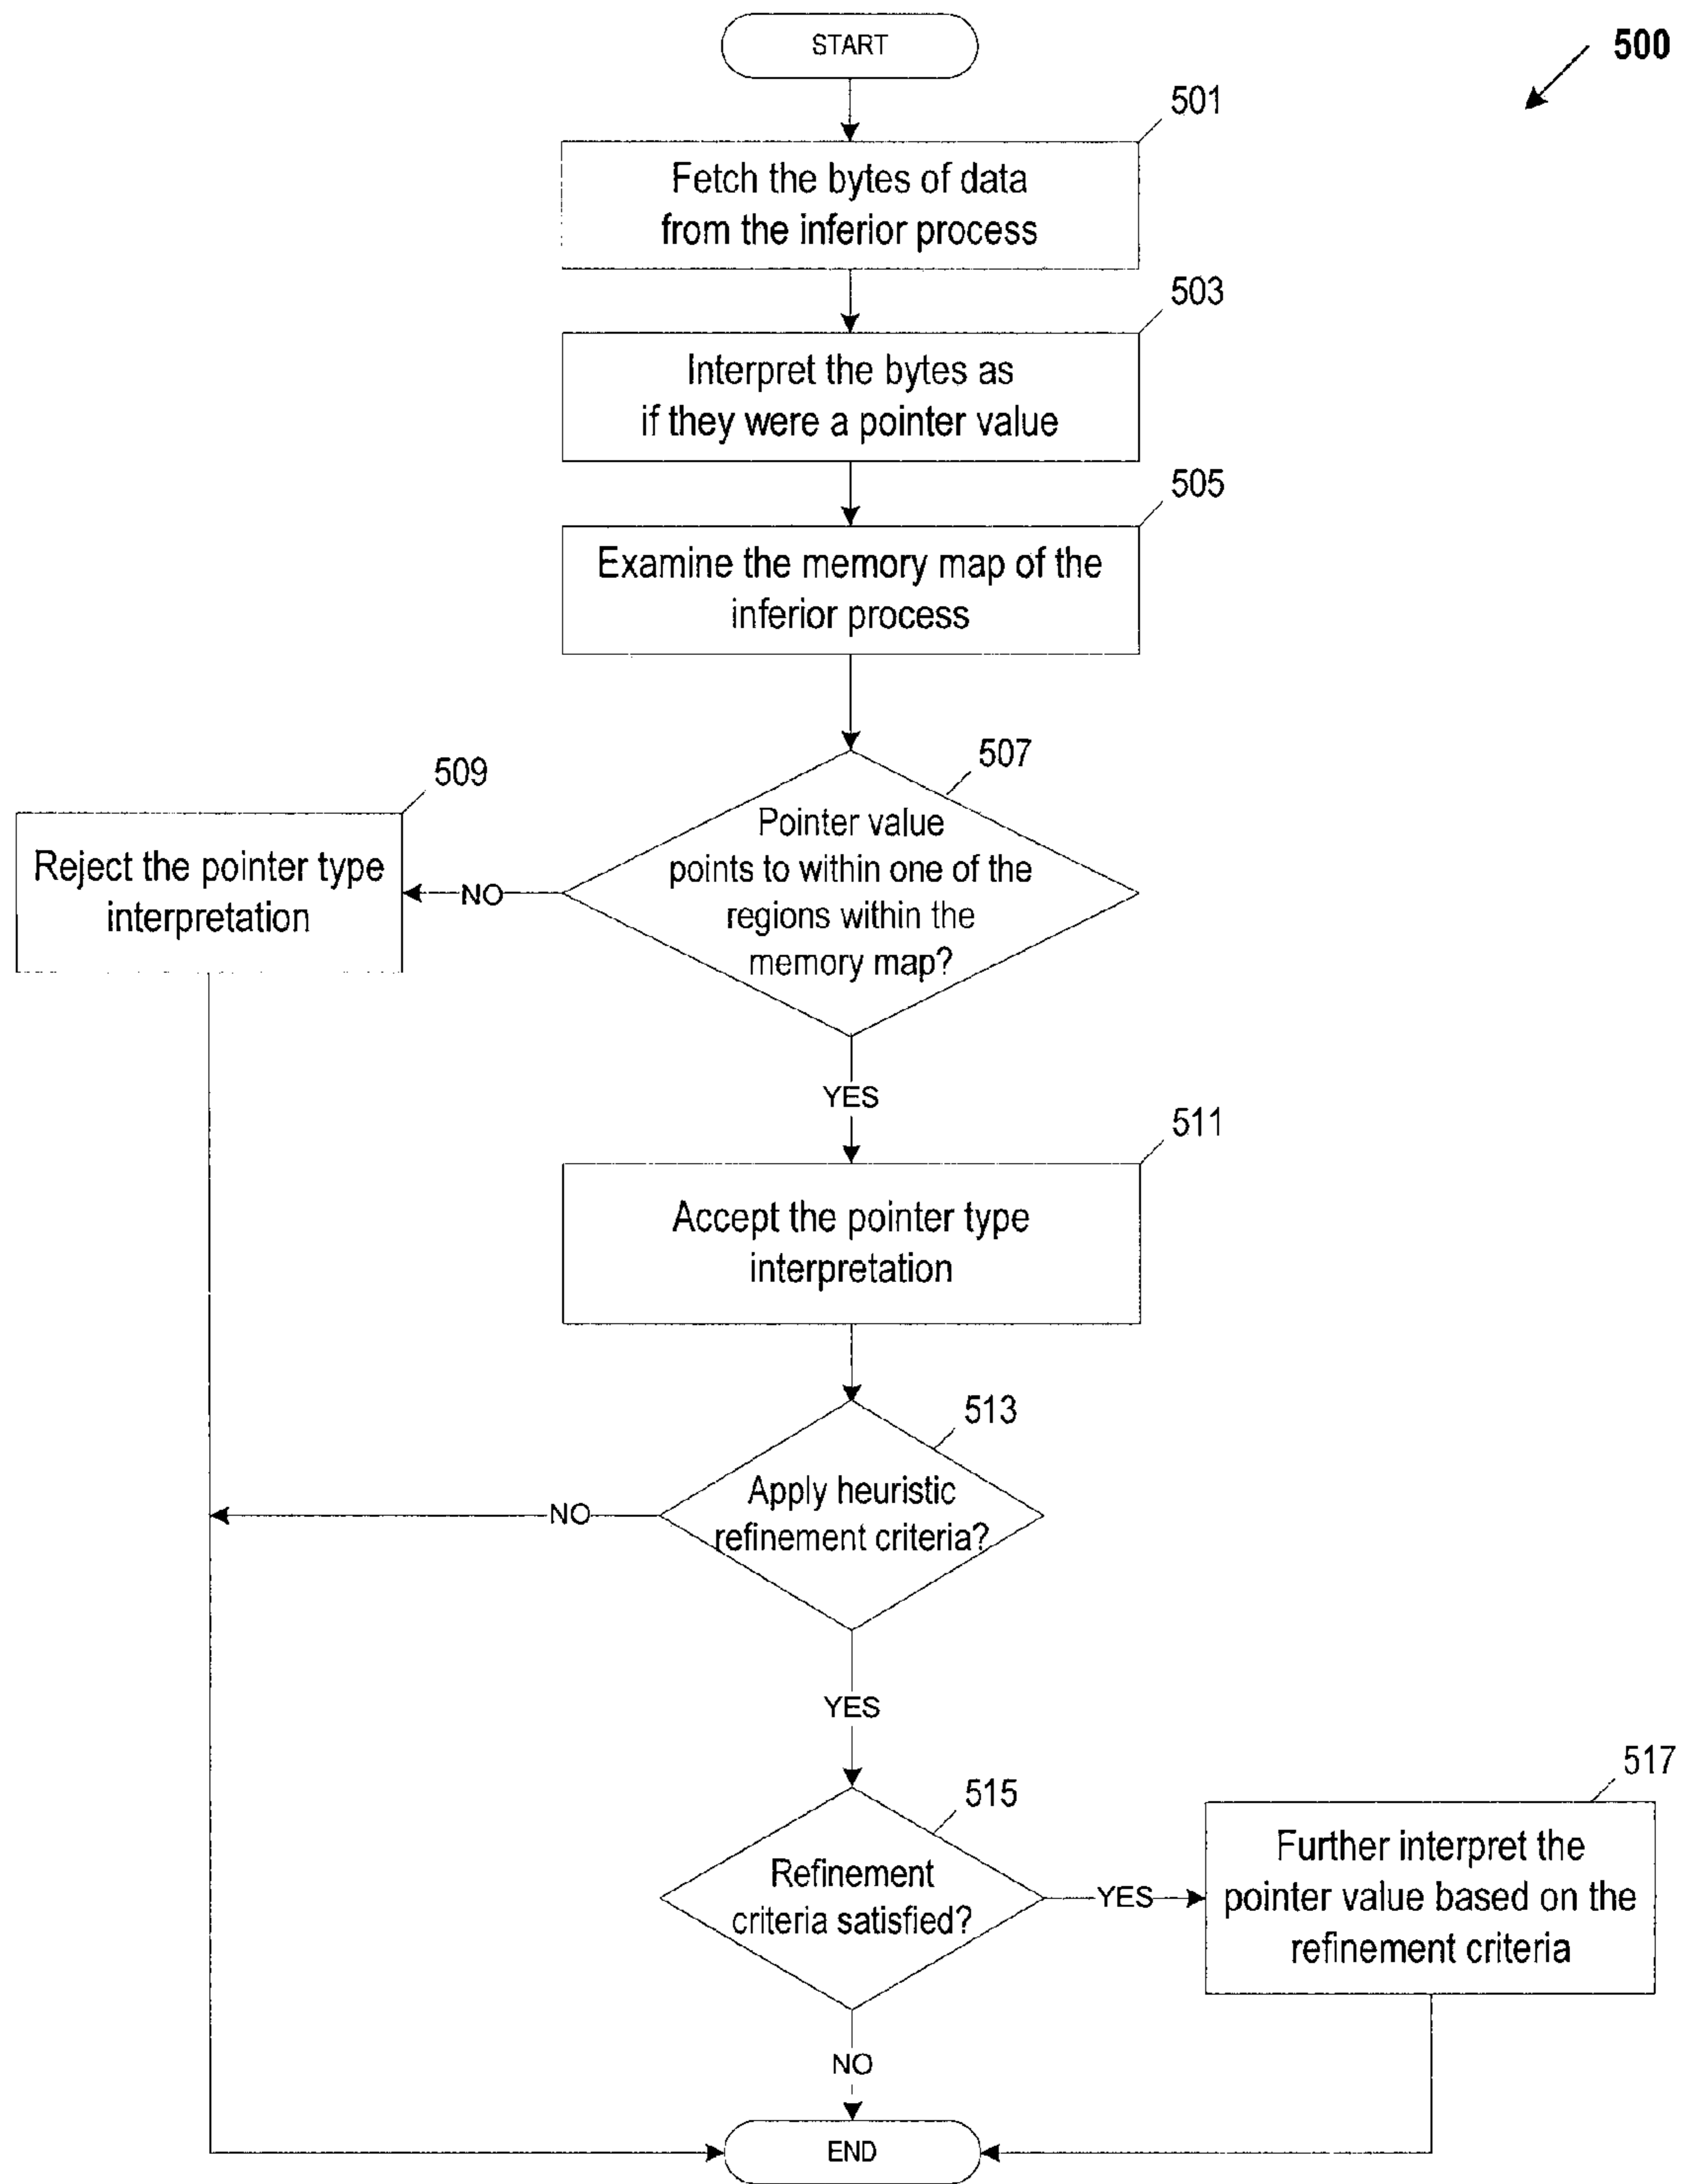 START
500
501
Fetch the bytes of data
from the inferior process
503
Interpret the bytes as
if they were a pointer value
505
Examine the memory map of the
inferior process
507
Pointer value
points to within one of the
regions within the
memory map?
509
Reject the pointer type
interpretation
NO
YES
511
Accept the pointer type
interpretation
513
Apply heuristic
refinement criteria?
NO
YES
515
Refinement
criteria satisfied?
YES
517
Further interpret the
pointer value based on the
refinement criteria
NO
END